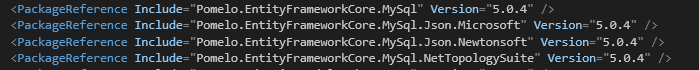 <PackageReference Include="Pomelo.EntityFrameworkCore.MySql" Version="5.0.4" />
<PackageReference Include="Pomelo.EntityFrameworkCore.MySql.Json.Microsoft" Version="5.0.4" />
<PackageReference Include="Pomelo.EntityFrameworkCore.MySql.Json.Newtonsoft" Version="5.0.4" />
<PackageReference Include="Pomelo.EntityFrameworkCore.MySql.NetTopologySuite" Version="5.0.4" />